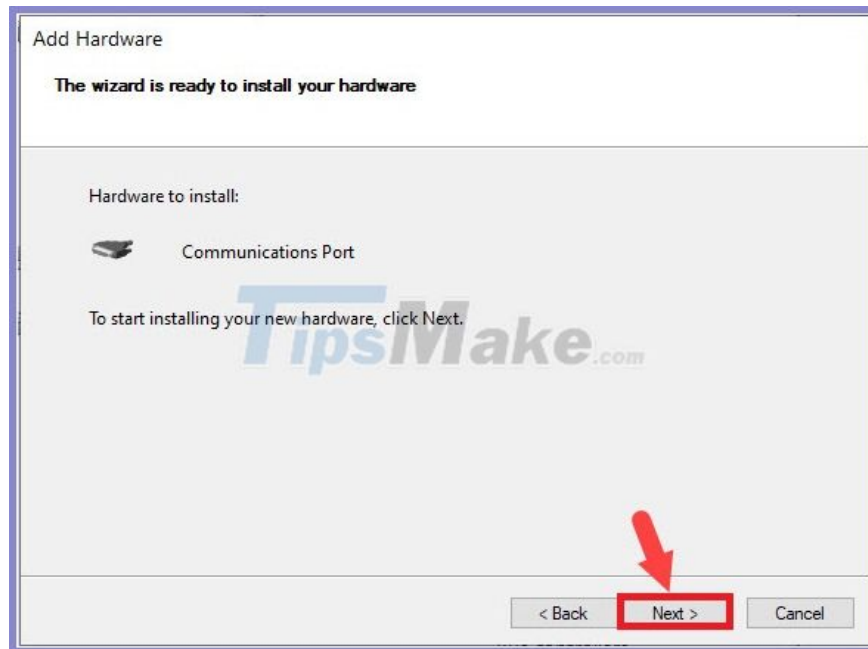 Add Hardware
The wizard is ready to install your hardware
Hardware to install:
Communications Port
To start installing your new hardware, click Next.
TipsMake.com
< Back Next > Cancel